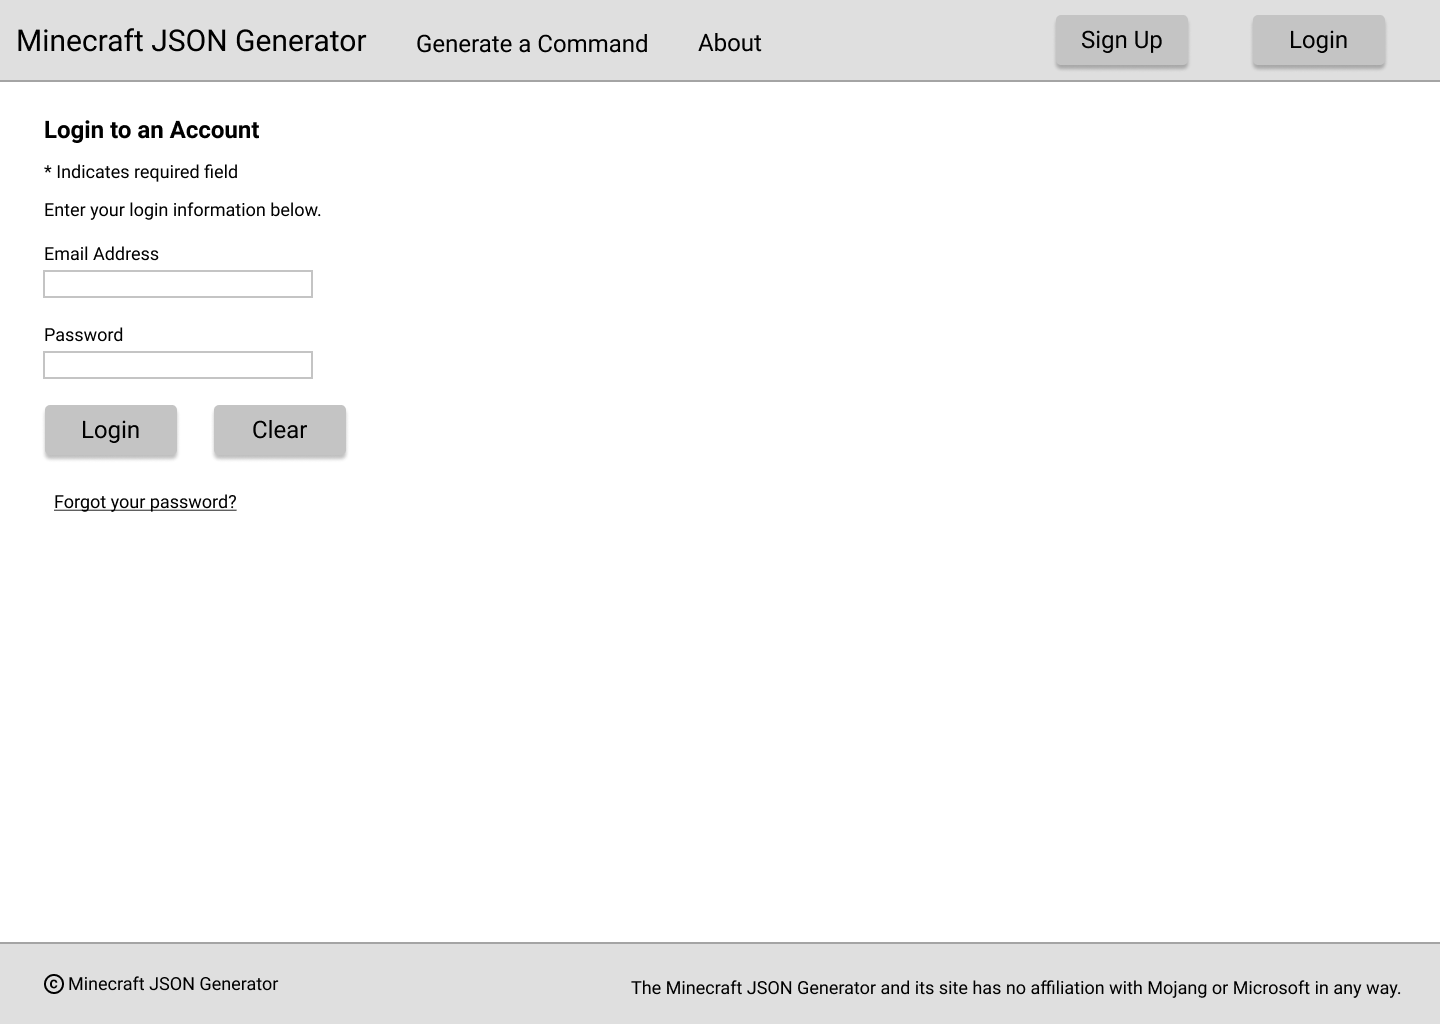 Minecraft JSON Generator Generate a Command About Sign Up Login
Login to an Account
* Indicates required field
Enter your login information below.
Email Address
Password
Login Clear
Forgot your password?
© Minecraft JSON Generator The Minecraft JSON Generator and its site has no affiliation with Mojang or Microsoft in any way.